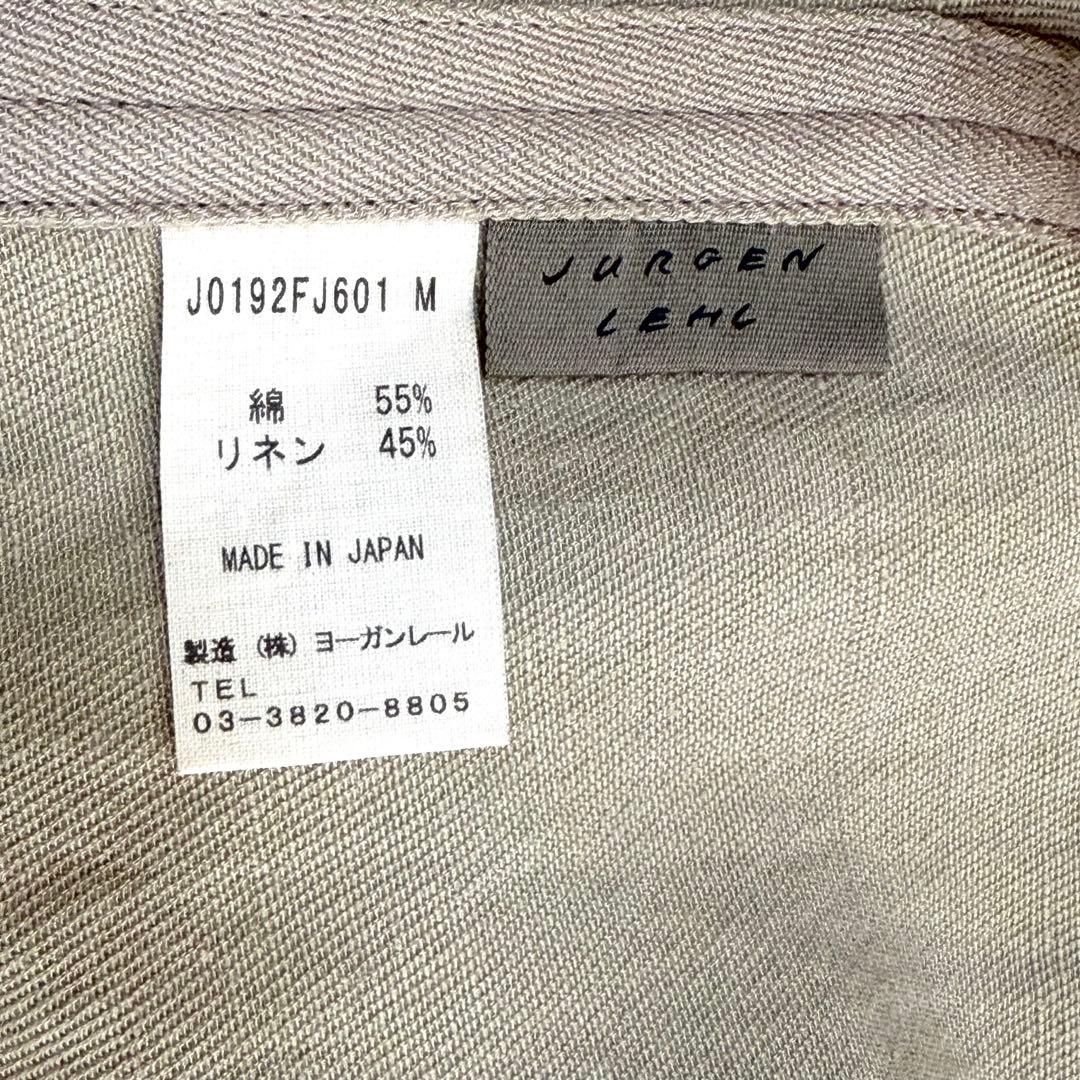 J0192FJ601 M
綿 55%
リネン 45%
MADE IN JAPAN
製造 (株) ヨーガンレール
TEL
03-3820-8805
JURGEN
LEHL